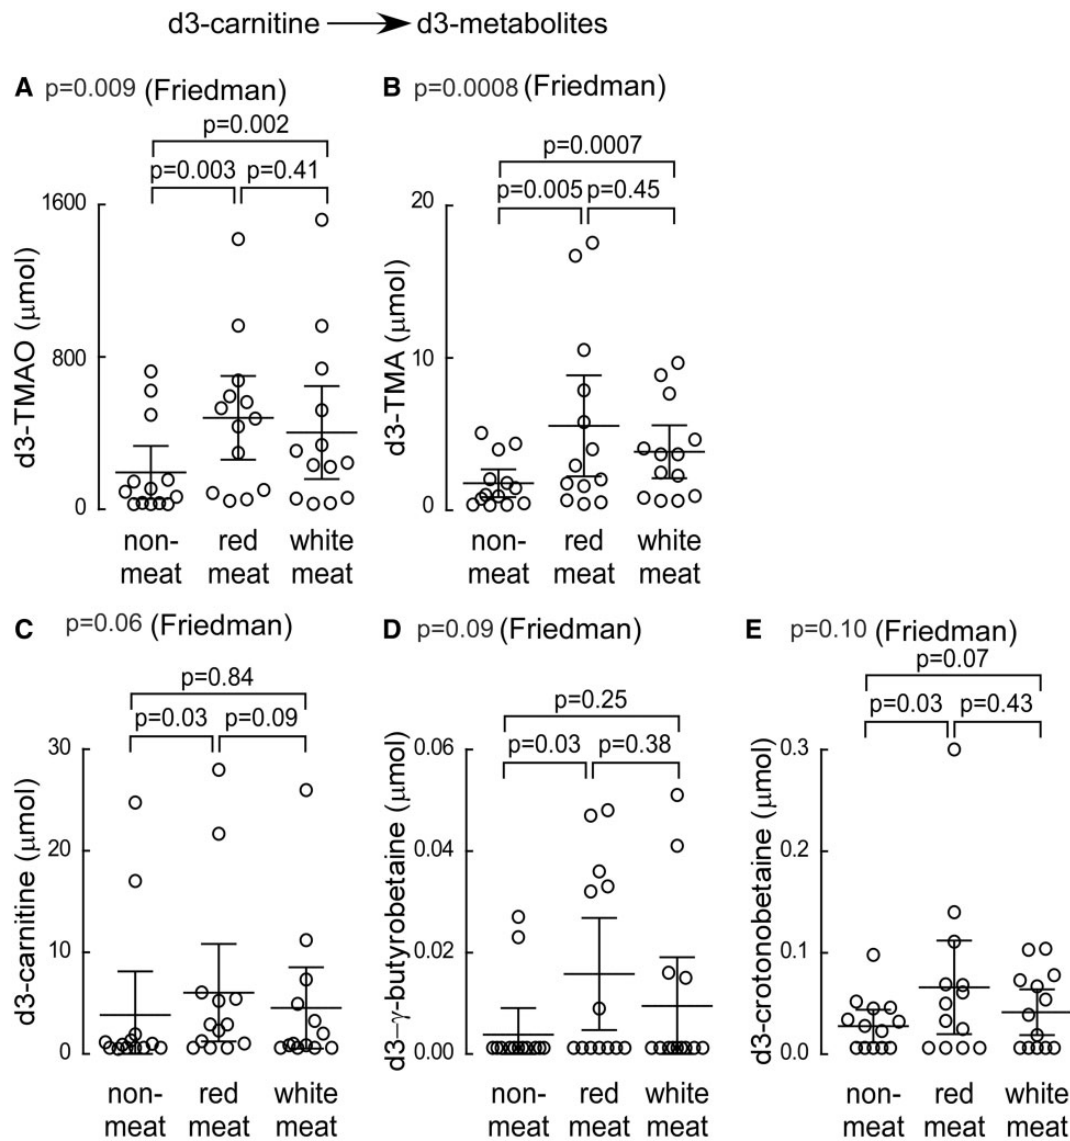 d3-carnitine → d3-metabolites
A p=0.009 (Friedman)
p=0.002
p=0.003 p=0.41
1600
800
0
d3-TMAO (μmol)
non-meat
red meat
white meat
B p=0.0008 (Friedman)
p=0.0007
p=0.005 p=0.45
20
10
0
d3-TMA (μmol)
non-meat
red meat
white meat
C p=0.06 (Friedman)
p=0.84
p=0.03 p=0.09
30
20
10
0
d3-carnitine (μmol)
non-meat
red meat
white meat
D p=0.09 (Friedman)
p=0.25
p=0.03 p=0.38
0.06
0.04
0.02
0.00
d3-γ-butyrobetaine (μmol)
non-meat
red meat
white meat
E p=0.10 (Friedman)
p=0.07
p=0.03 p=0.43
0.3
0.2
0.1
0.0
d3-crotonobetaine (μmol)
non-meat
red meat
white meat